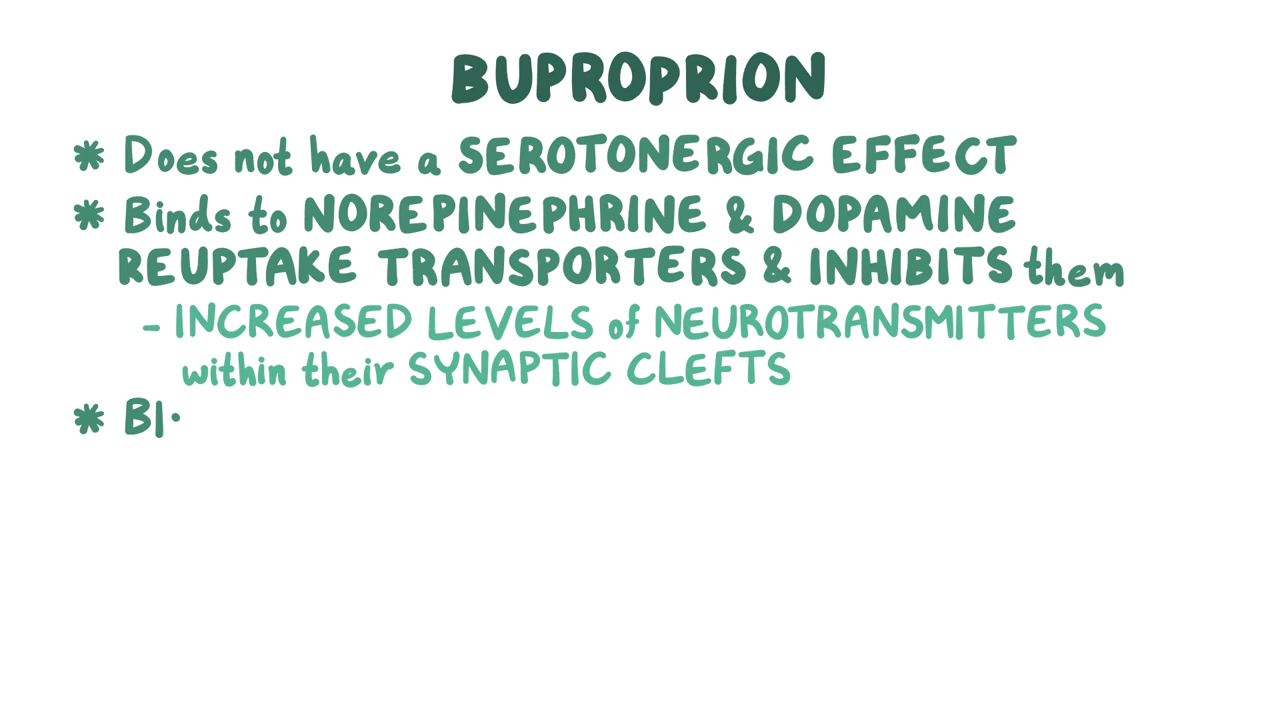 BUPROPRION
* Does not have a SEROTONERGIC EFFECT
* Binds to NOREPINEPHRINE & DOPAMINE
REUPTAKE TRANSPORTERS & INHIBITS them
- INCREASED LEVELS of NEUROTRANSMITTERS
within their SYNAPTIC CLEFTS
* BI